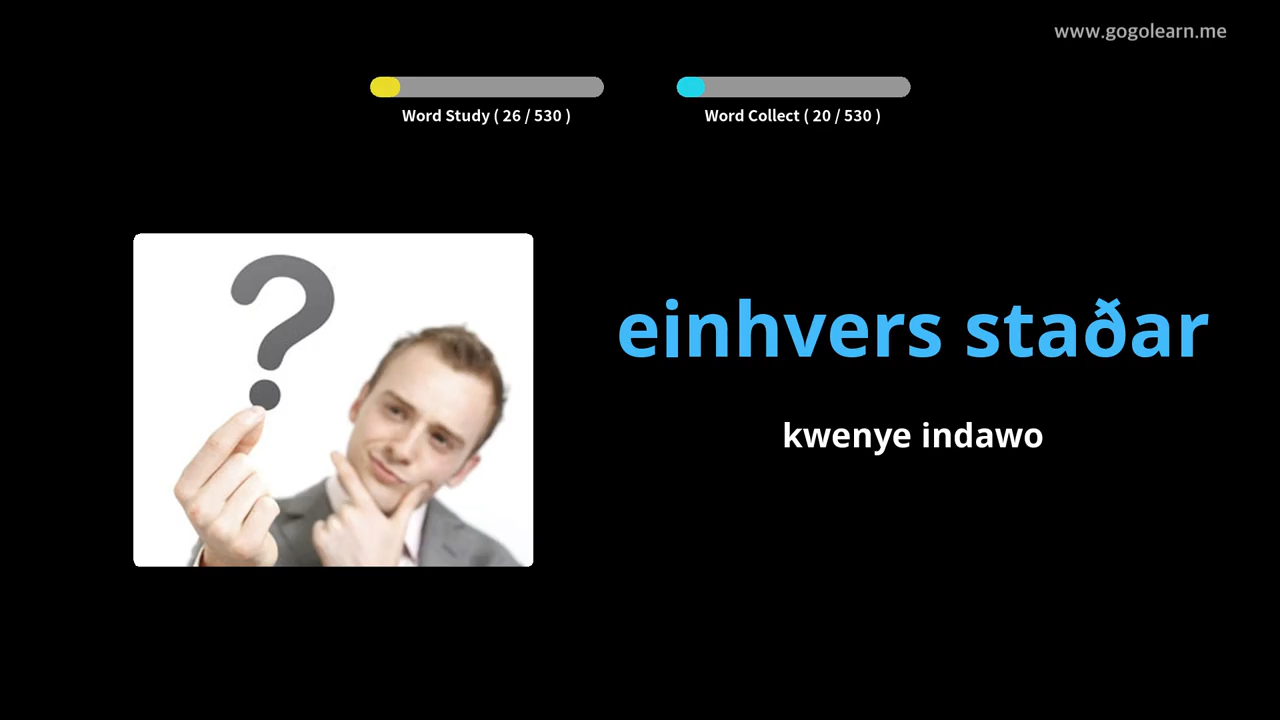 www.gogolearn.me
Word Study ( 26 / 530 )
Word Collect ( 20 / 530 )
einhvers staðar
kwenye indawo